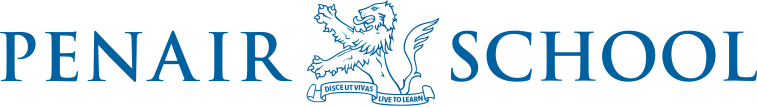 PENAIR SCHOOL
DISCE UT VIVAS
LIVE TO LEARN